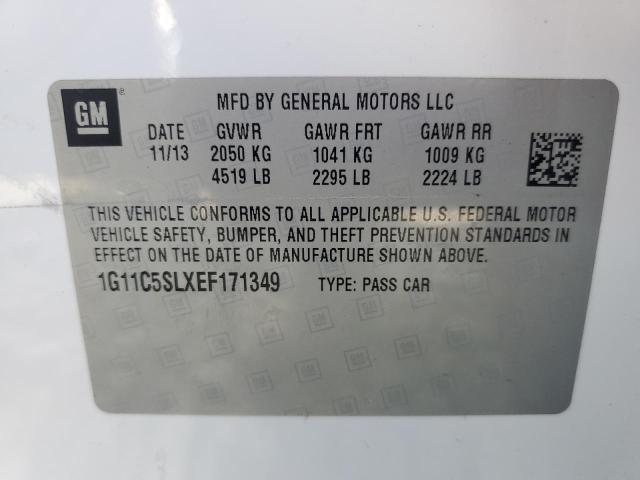 GM
MFD BY GENERAL MOTORS LLC
DATE GVWR GAWR FRT GAWR RR
11/13 2050 KG 1041 KG 1009 KG
4519 LB 2295 LB 2224 LB
THIS VEHICLE CONFORMS TO ALL APPLICABLE U.S. FEDERAL MOTOR
VEHICLE SAFETY, BUMPER, AND THEFT PREVENTION STANDARDS IN
EFFECT ON THE DATE OF MANUFACTURE SHOWN ABOVE.
1G11C5SLXEF171349 TYPE: PASS CAR